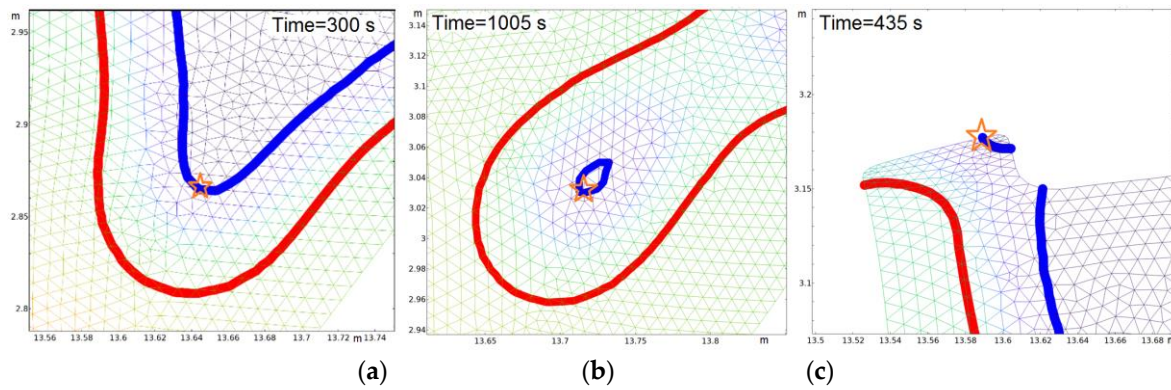 m
Time=300 s
2.95
2.9
2.85
2.8
13.56 13.58 13.6 13.62 13.64 13.66 13.68 13.7 13.72 13.74 m
m
Time=1005 s
3.14
3.12
3.1
3.08
3.06
3.04
3.02
3
2.98
2.96
2.94
13.65 13.7 13.75 13.8 m
m
Time=435 s
3.2
3.15
3.1
13.5 13.52 13.54 13.56 13.58 13.6 13.62 13.64 m 13.68
(a) (b) (c)